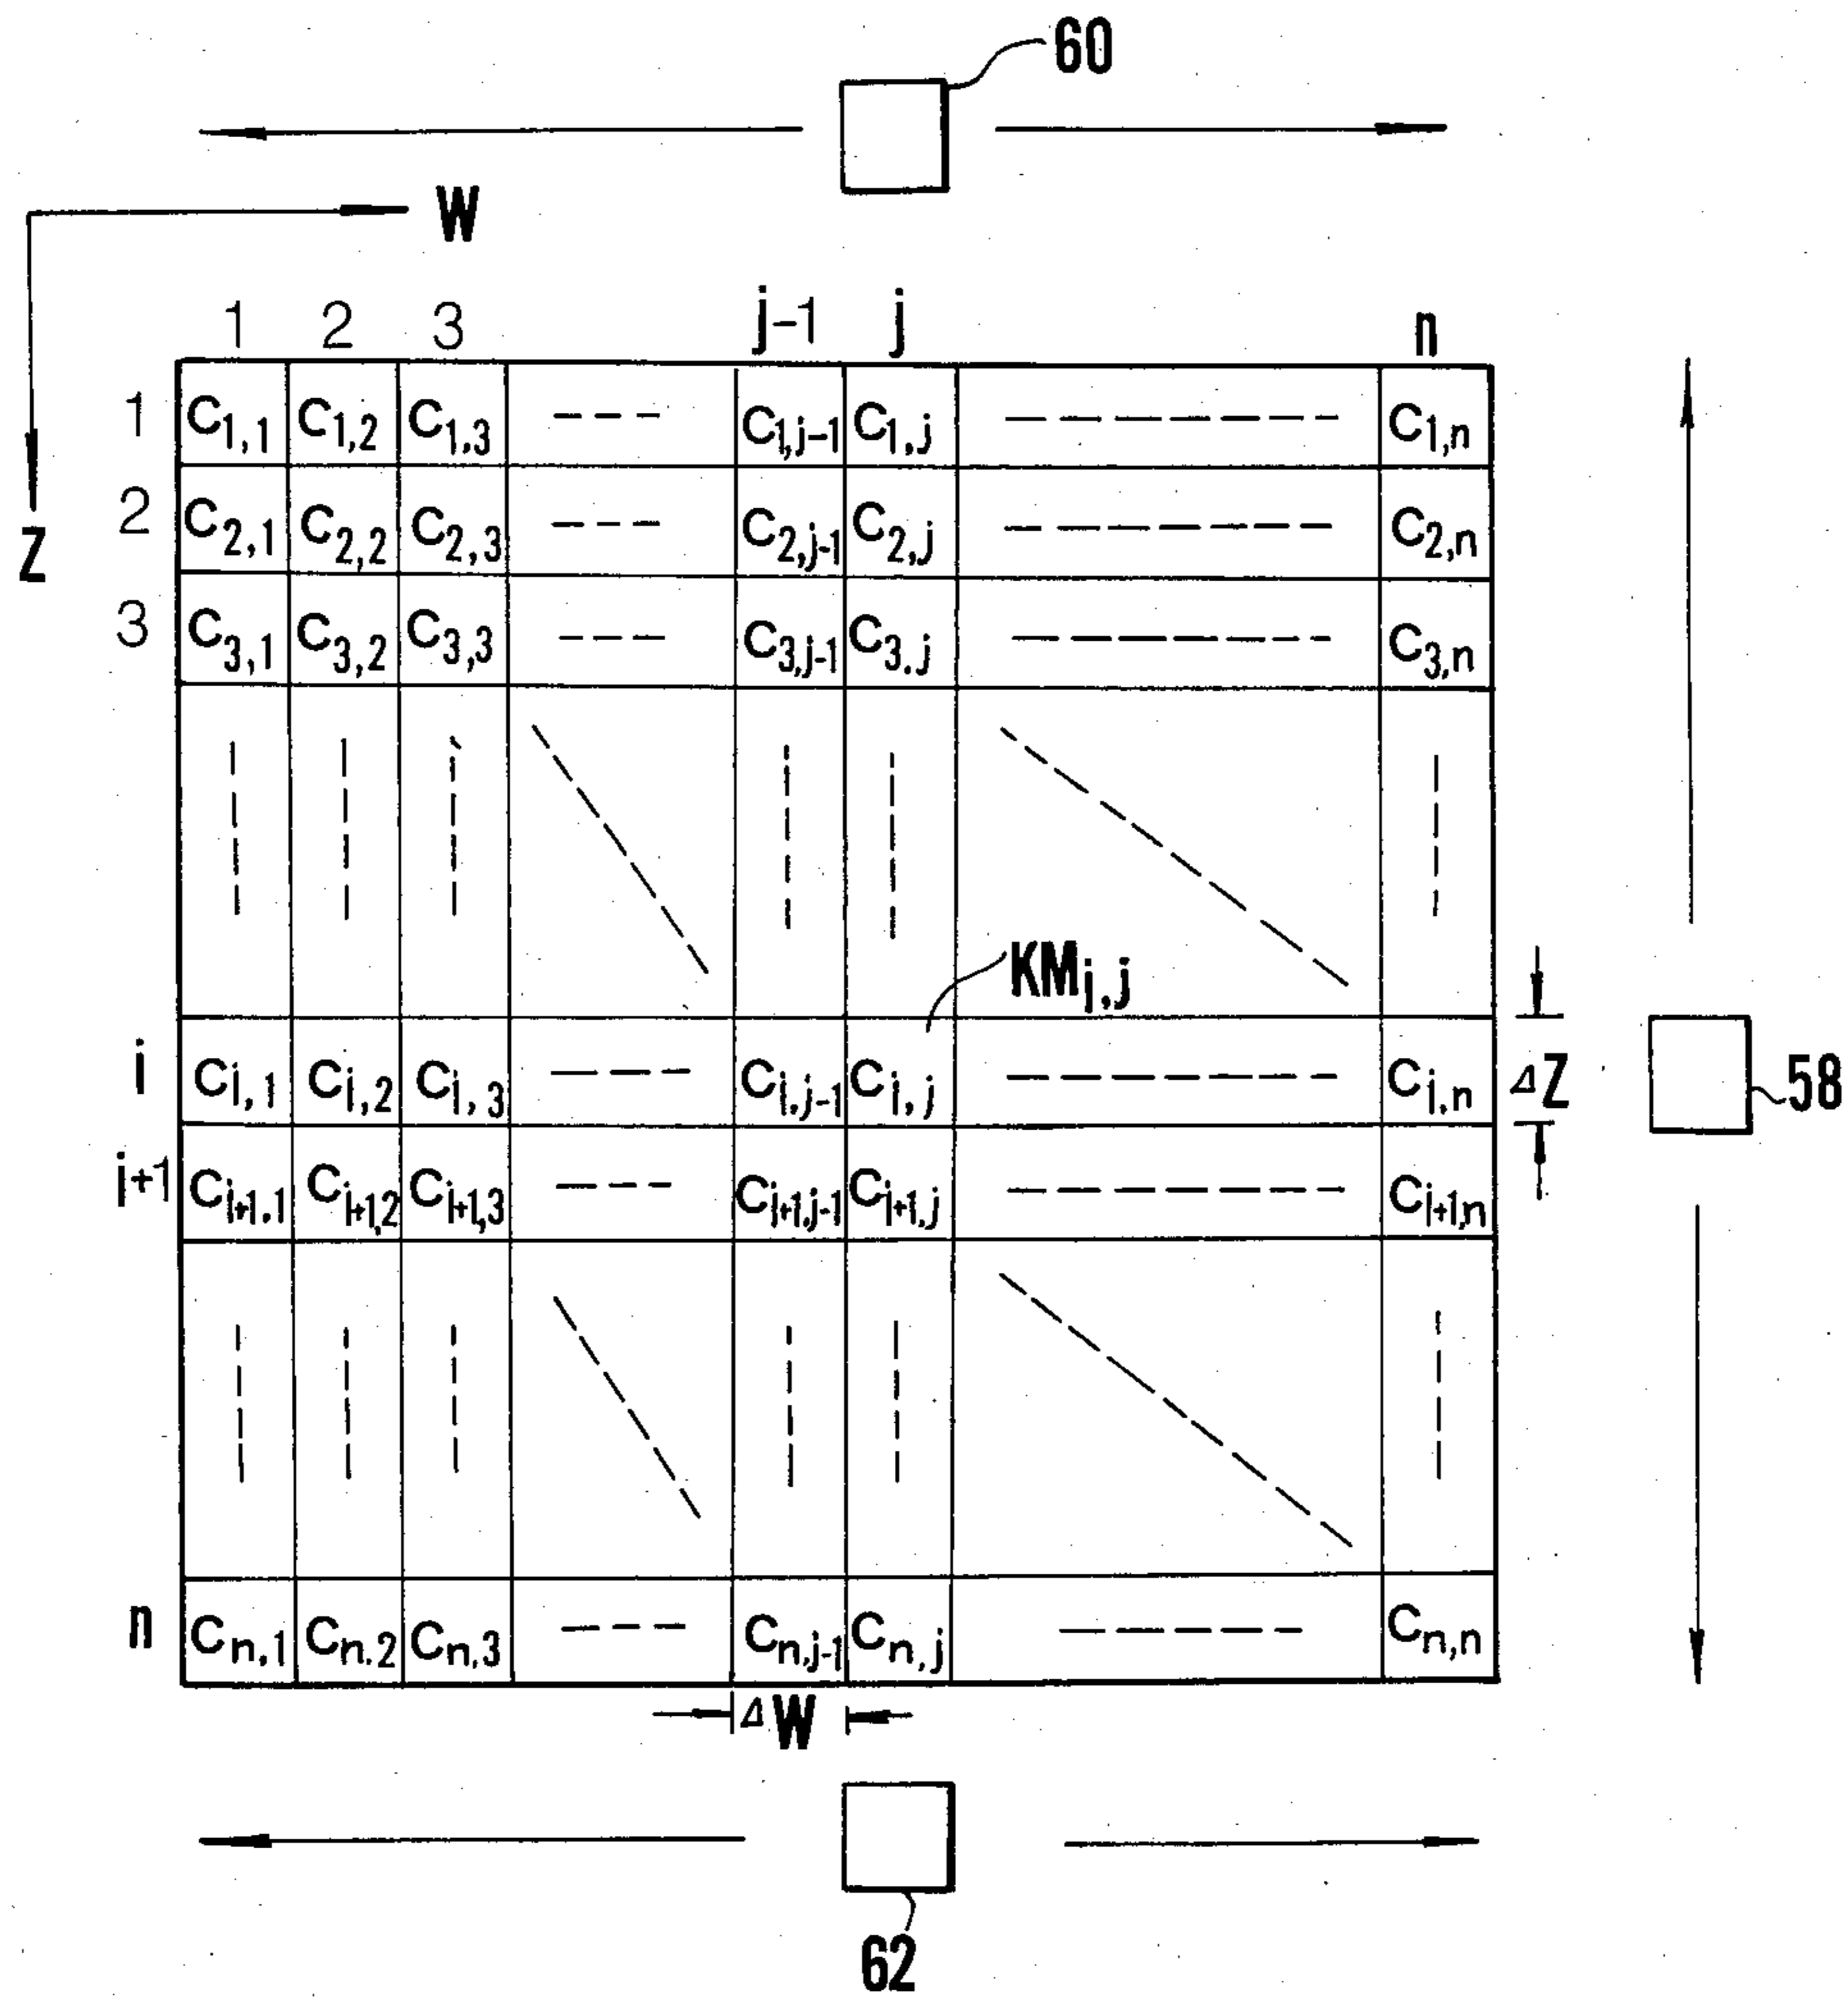 60
W
1 2 3 j-1 j n
1 C1,1 C1,2 C1,3 C1,j-1 C1,j C1,n
2 C2,1 C2,2 C2,3 C2,j-1 C2,j C2,n
Z
3 C3,1 C3,2 C3,3 C3,j-1 C3.j C3,n
KMi,j
i Ci,1 Ci,2 Ci,3 Ci,j-1 Ci,j Ci,n ΔZ 58
i+1 Ci+1.1 Ci+1,2 Ci+1,3 Ci+1,j-1 Ci+1,j Ci+1,n
n Cn,1 Cn.2 Cn,3 Cn,j-1 Cn,j Cn,n
ΔW
62